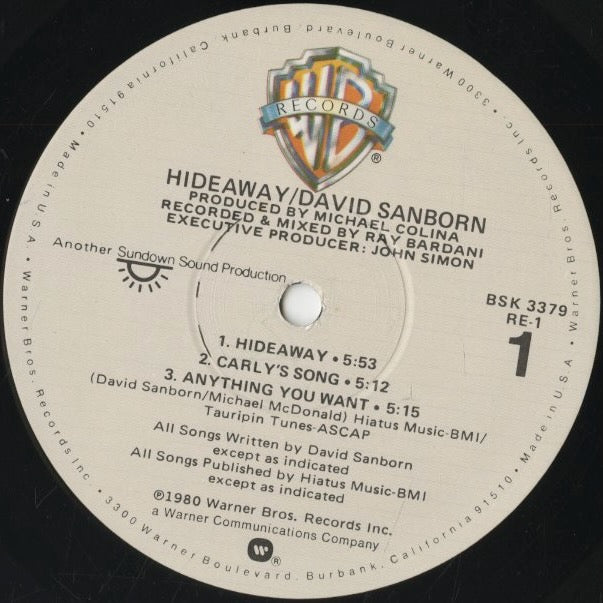 WB
RECORDS
®
HIDEAWAY/DAVID SANBORN
PRODUCED BY MICHAEL COLINA
RECORDED & MIXED BY RAY BARDANI
EXECUTIVE PRODUCER: JOHN SIMON
Another Sundown Sound Production
BSK 3379
RE-1
1
1. HIDEAWAY • 5:53
2. CARLY'S SONG • 5:12
3. ANYTHING YOU WANT • 5:15
(David Sanborn/Michael McDonald) Hiatus Music-BMI/
Tauripin Tunes-ASCAP
All Songs Written by David Sanborn
except as indicated
All Songs Published by Hiatus Music-BMI
except as indicated
℗1980 Warner Bros. Records Inc.
a Warner Communications Company
W®
Made in U.S.A. • Warner Bros. Records Inc. • 3300 Warner Boulevard, Burbank, California 91510 • Made in U.S.A. • Warner Bros. Records Inc. • 3300 Warner Boulevard, Burbank, California 91510 •